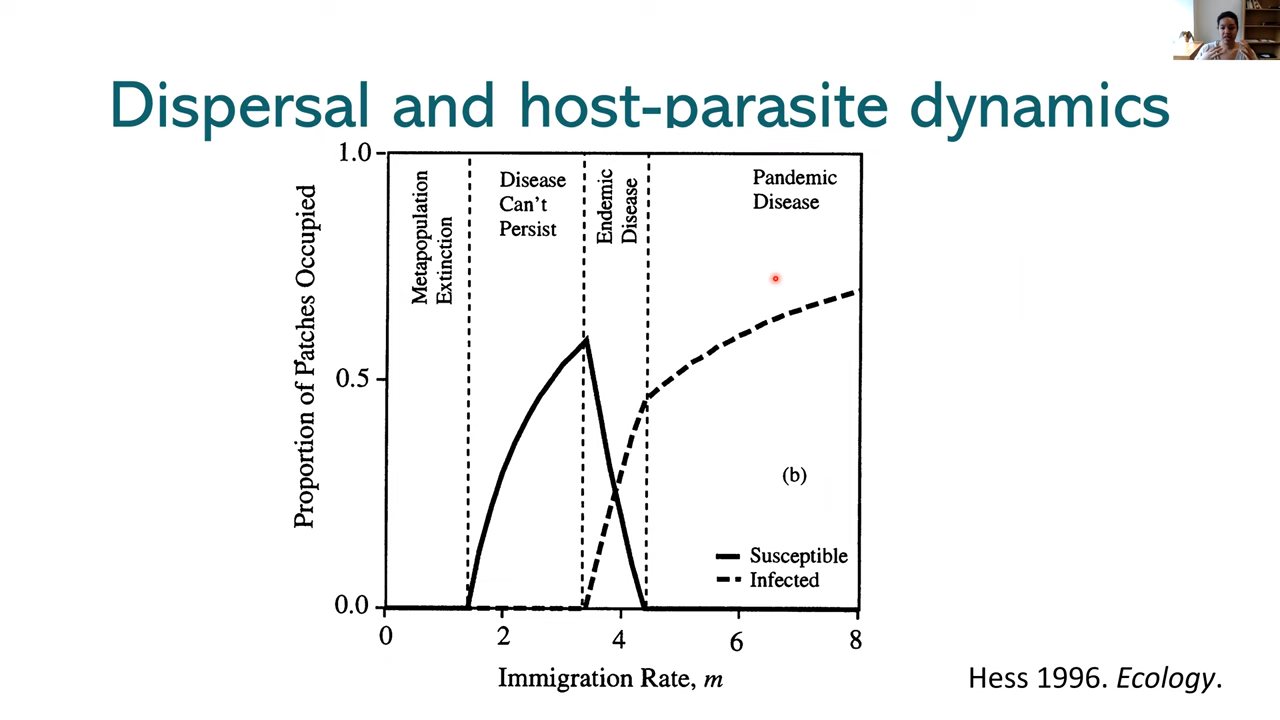 Dispersal and host-parasite dynamics
1.0
0.5
0.0
Proportion of Patches Occupied
Metapopulation
Extinction
Disease
Can't
Persist
Endemic
Disease
Pandemic
Disease
(b)
Susceptible
Infected
0 2 4 6 8
Immigration Rate, m
Hess 1996. Ecology.